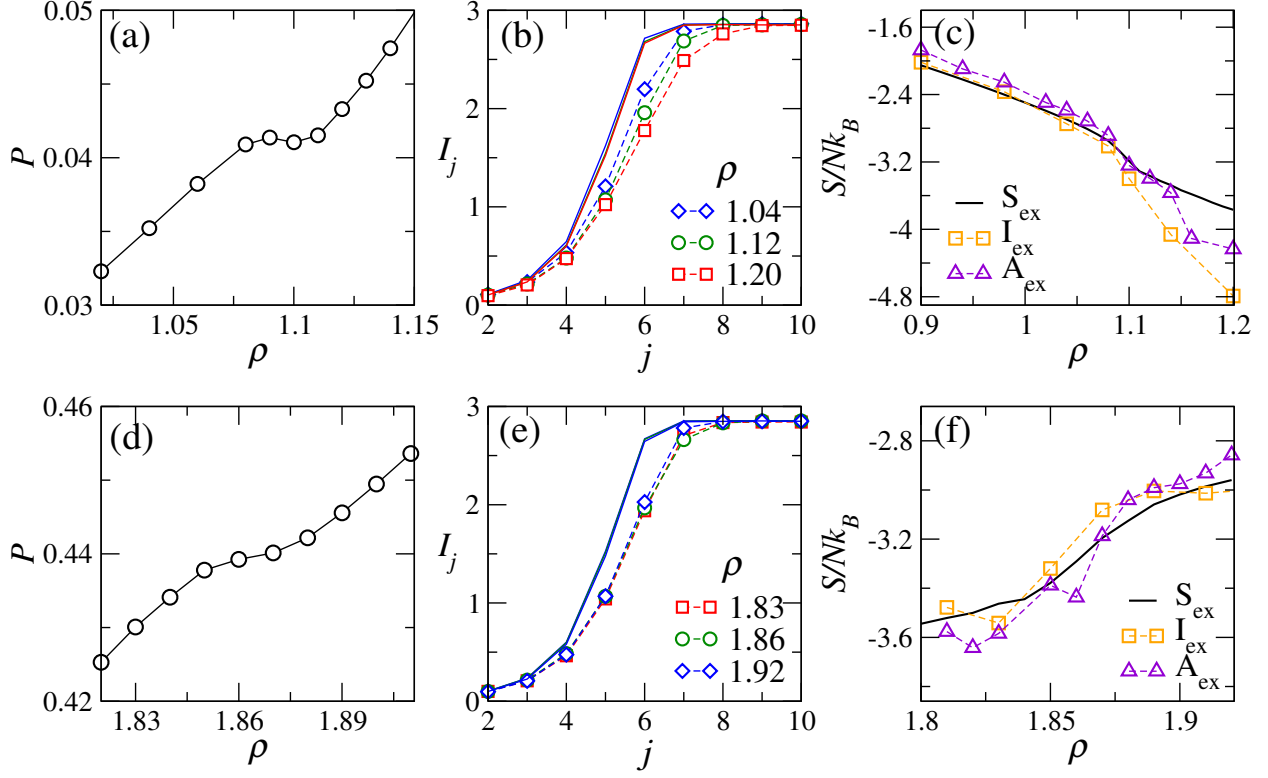 (a)
P
0.05
0.04
0.03
1.05
1.1
1.15
ρ
(b)
I_j
3
2
1
0
2
4
6
8
10
j
ρ
1.04
1.12
1.20
(c)
S/Nk_B
-1.6
-2.4
-3.2
-4
-4.8
0.9
1
1.1
1.2
ρ
S_ex
I_ex
A_ex
(d)
P
0.46
0.44
0.42
1.83
1.86
1.89
ρ
(e)
I_j
3
2
1
0
2
4
6
8
10
j
ρ
1.83
1.86
1.92
(f)
S/Nk_B
-2.8
-3.2
-3.6
1.8
1.85
1.9
ρ
S_ex
I_ex
A_ex